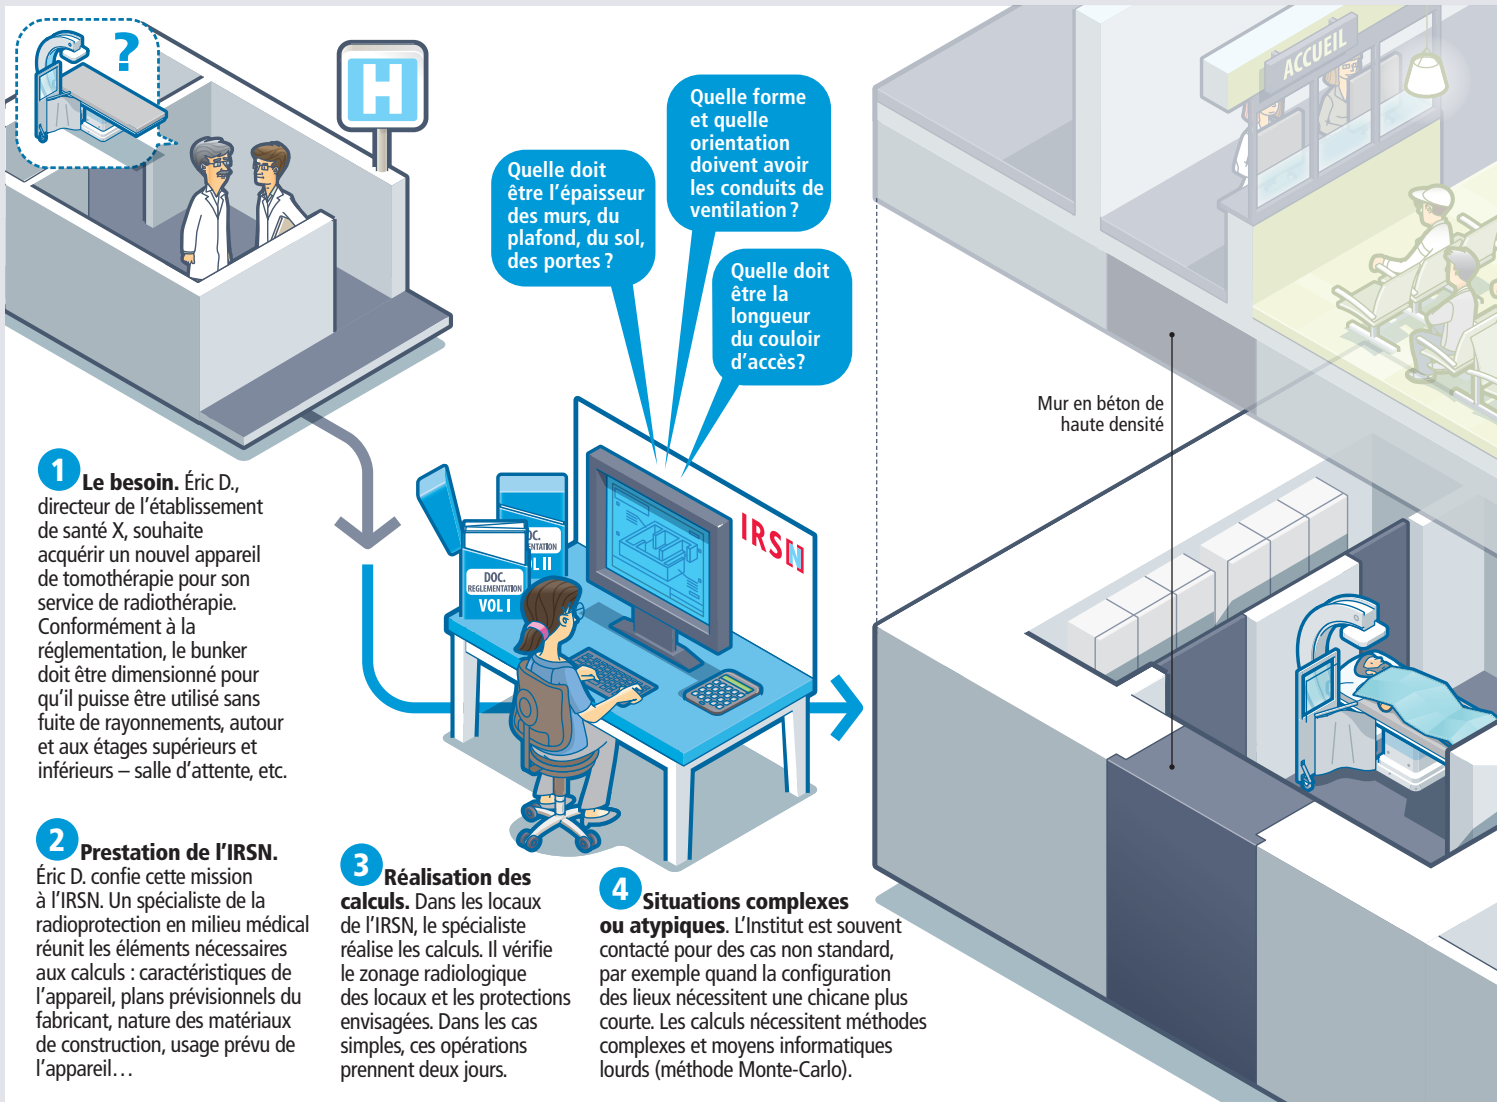 ?
H
ACCUEIL
Quelle forme
et quelle
orientation
doivent avoir
les conduits de
ventilation ?
Quelle doit
être l’épaisseur
des murs, du
plafond, du sol,
des portes ?
Quelle doit
être la
longueur
du couloir
d’accès?
Mur en béton de
haute densité
IRSN
DOC.
REGLEMENTATION
VOL I
VOL II
1 Le besoin. Éric D.,
directeur de l’établissement
de santé X, souhaite
acquérir un nouvel appareil
de tomothérapie pour son
service de radiothérapie.
Conformément à la
réglementation, le bunker
doit être dimensionné pour
qu’il puisse être utilisé sans
fuite de rayonnements, autour
et aux étages supérieurs et
inférieurs – salle d’attente, etc.
2 Prestation de l’IRSN.
Éric D. confie cette mission
à l’IRSN. Un spécialiste de la
radioprotection en milieu médical
réunit les éléments nécessaires
aux calculs : caractéristiques de
l’appareil, plans prévisionnels du
fabricant, nature des matériaux
de construction, usage prévu de
l’appareil…
3 Réalisation des
calculs. Dans les locaux
de l’IRSN, le spécialiste
réalise les calculs. Il vérifie
le zonage radiologique
des locaux et les protections
envisagées. Dans les cas
simples, ces opérations
prennent deux jours.
4 Situations complexes
ou atypiques. L’Institut est souvent
contacté pour des cas non standard,
par exemple quand la configuration
des lieux nécessitent une chicane plus
courte. Les calculs nécessitent méthodes
complexes et moyens informatiques
lourds (méthode Monte-Carlo).